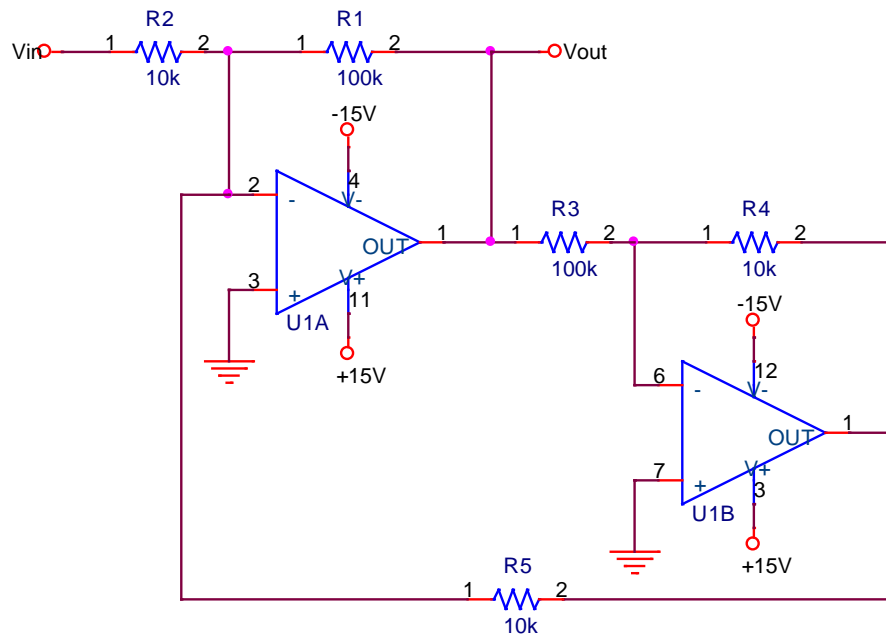 R2
R1
Vin
1
2
1
2
Vout
10k
100k
-15V
4
V-
2
-
R3
R4
OUT
1
1
2
1
2
3
+
V+
100k
10k
11
U1A
-15V
+15V
12
V-
6
-
OUT
1
7
+
V+
3
U1B
+15V
R5
1
2
10k